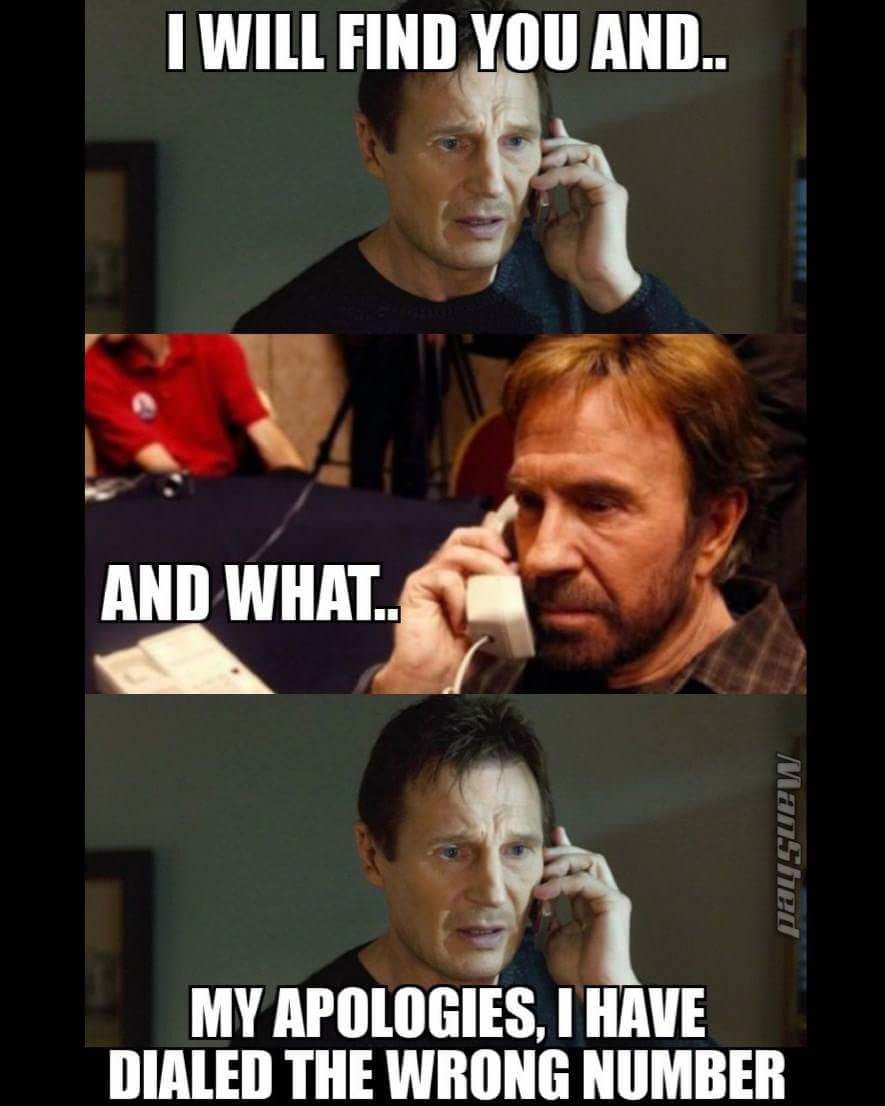 I WILL FIND YOU AND..
AND WHAT..
ManShed
MY APOLOGIES, I HAVE
DIALED THE WRONG NUMBER